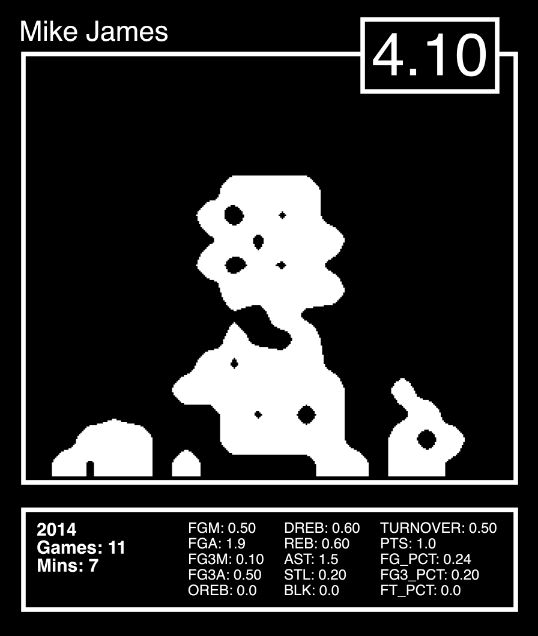 Mike James
4.10
2014
Games: 11
Mins: 7
FGM: 0.50
FGA: 1.9
FG3M: 0.10
FG3A: 0.50
OREB: 0.0
DREB: 0.60
REB: 0.60
AST: 1.5
STL: 0.20
BLK: 0.0
TURNOVER: 0.50
PTS: 1.0
FG_PCT: 0.24
FG3_PCT: 0.20
FT_PCT: 0.0